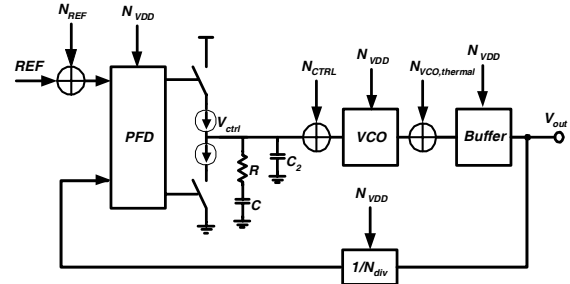 N_REF
N_VDD
REF
PFD
V_ctrl
R
C
C_2
N_CTRL
N_VDD
VCO
N_VCO,thermal
N_VDD
Buffer
V_out
N_VDD
1/N_div